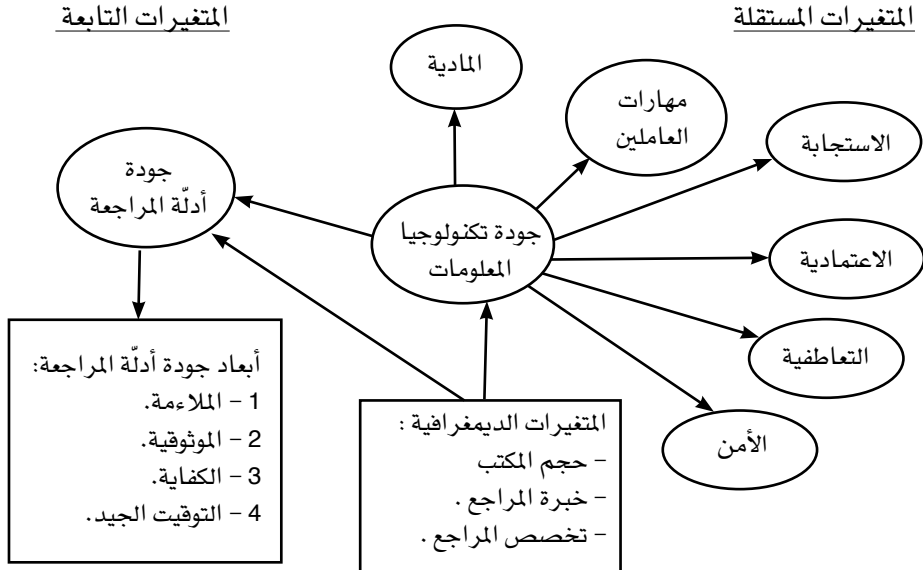 المتغيرات المستقلة
المتغيرات التابعة
المادية
مهارات
العاملين
الاستجابة
جودة
أدلّة المراجعة
جودة تكنولوجيا
المعلومات
الاعتمادية
التعاطفية
الأمن
أبعاد جودة أدلّة المراجعة:
1 – الملاءمة.
2 – الموثوقية.
3 – الكفاية.
4 – التوقيت الجيد.
المتغيرات الديمغرافية :
– حجم المكتب
– خبرة المراجع .
– تخصص المراجع .